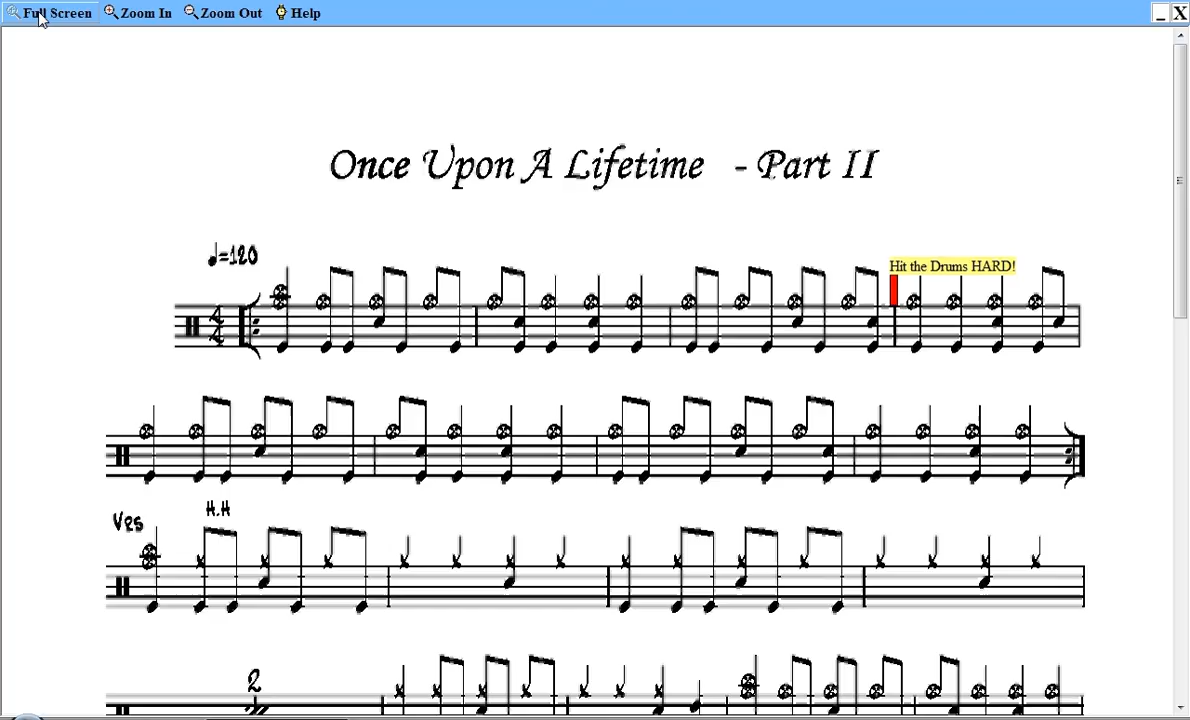 Full Screen Zoom In Zoom Out Help _ X
Once Upon A Lifetime - Part II
♩=120
Hit the Drums HARD!
4
4
H.H
Vrs
2